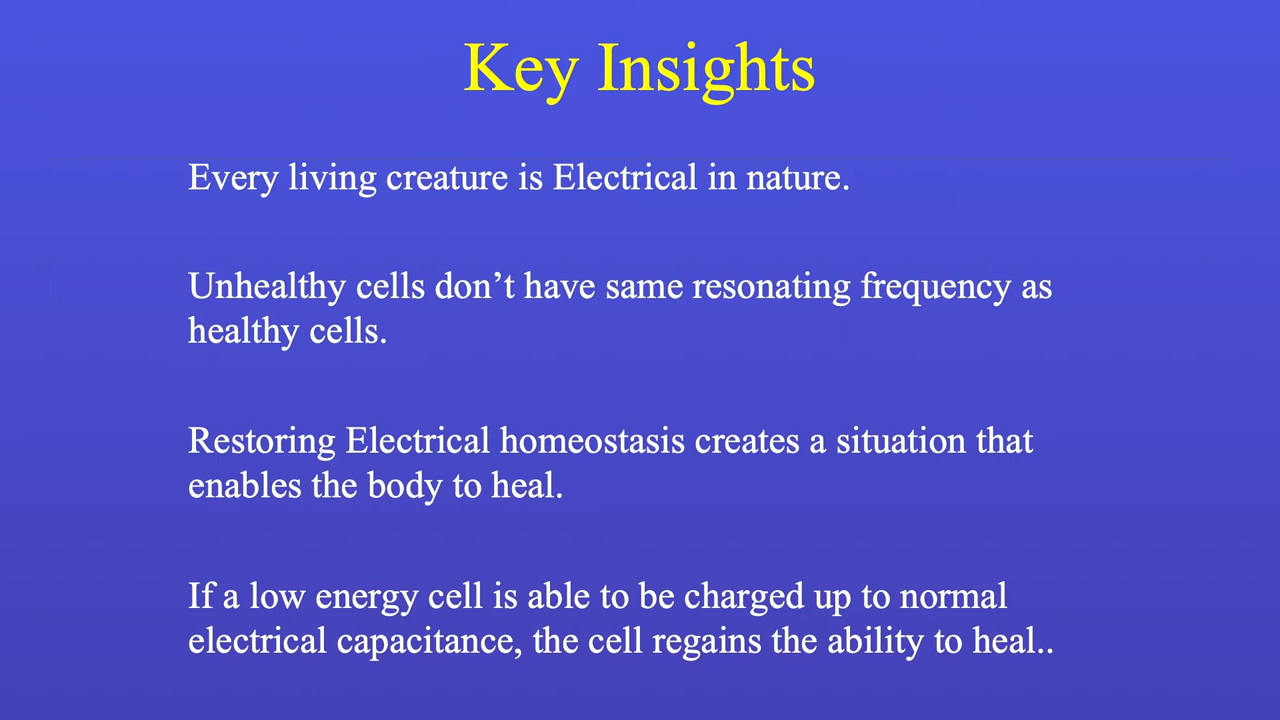 Key Insights
Every living creature is Electrical in nature.
Unhealthy cells don’t have same resonating frequency as
healthy cells.
Restoring Electrical homeostasis creates a situation that
enables the body to heal.
If a low energy cell is able to be charged up to normal
electrical capacitance, the cell regains the ability to heal..